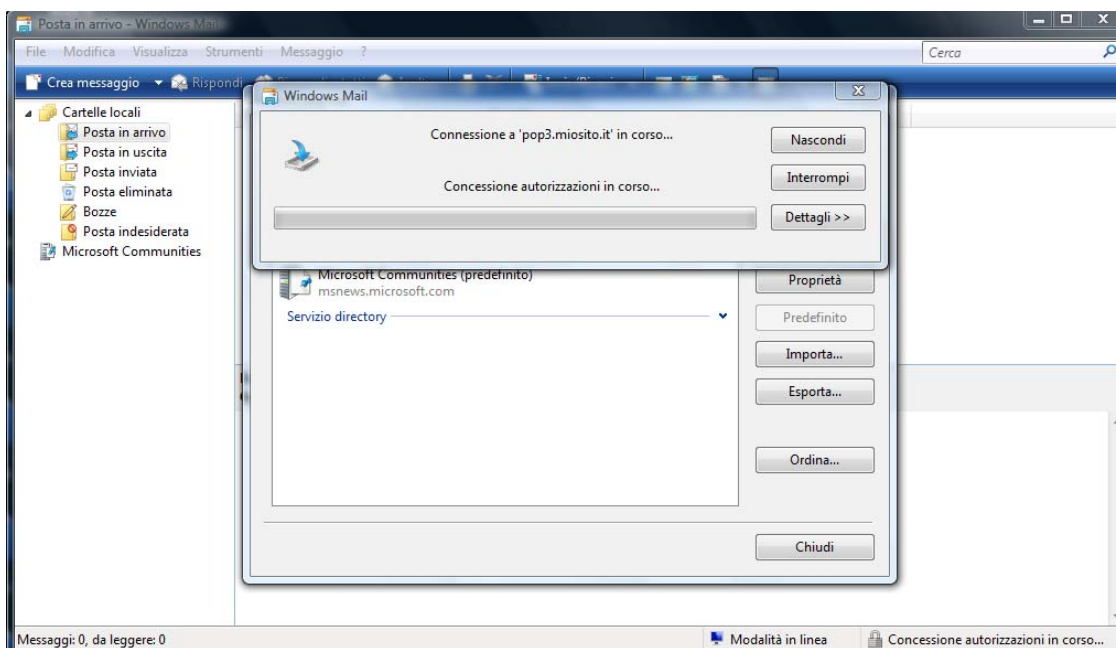 Posta in arrivo - Windows Mail
File Modifica Visualizza Strumenti Messaggio ?
Cerca
Crea messaggio Rispondi
Cartelle locali
Posta in arrivo
Posta in uscita
Posta inviata
Posta eliminata
Bozze
Posta indesiderata
Microsoft Communities
Windows Mail
Connessione a 'pop3.miosito.it' in corso...
Nascondi
Concessione autorizzazioni in corso...
Interrompi
Dettagli >>
Microsoft Communities (predefinito)
msnews.microsoft.com
Proprietà
Servizio directory
Predefinito
Importa...
Esporta...
Ordina...
Chiudi
Messaggi: 0, da leggere: 0
Modalità in linea
Concessione autorizzazioni in corso...